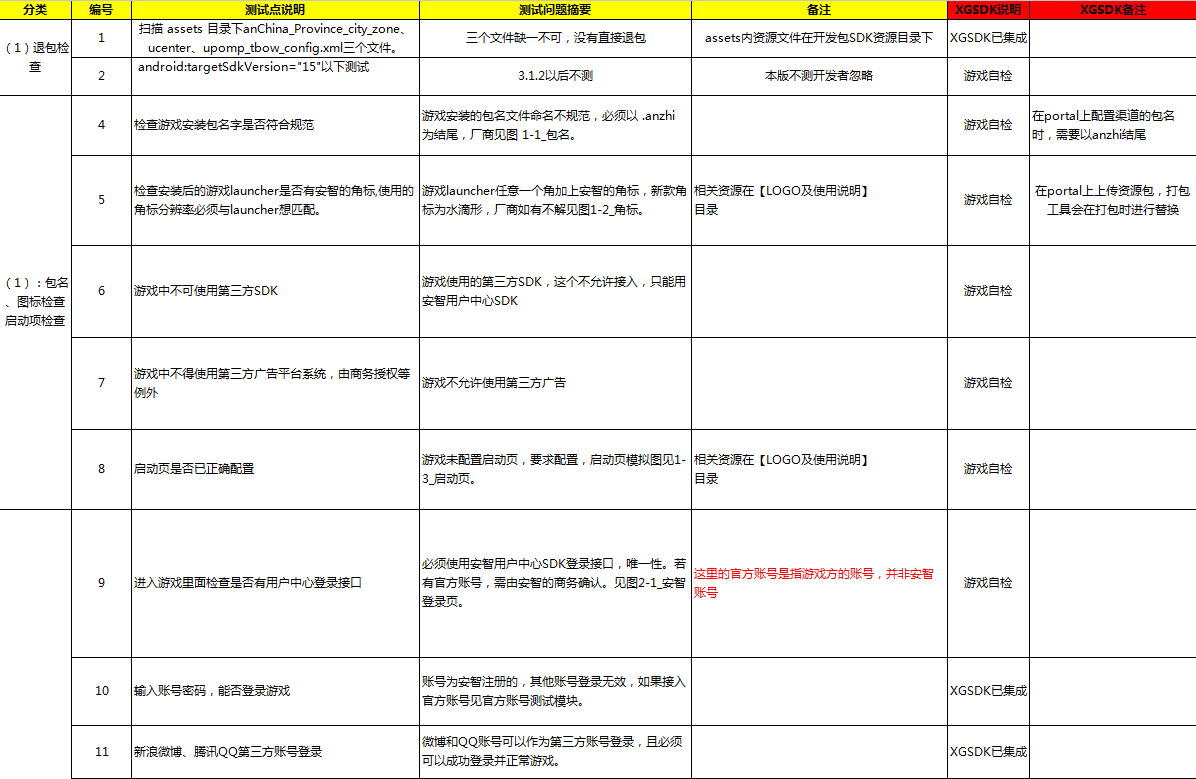 分类 编号 测试点说明 测试问题摘要 备注 XGSDK说明 XGSDK备注
（1）退包检
查
1
扫描 assets 目录下anChina_Province_city_zone、
ucenter、upomp_tbow_config.xml三个文件。
三个文件缺一不可，没有直接退包
assets内资源文件在开发包SDK资源目录下
XGSDK已集成
2
android:targetSdkVersion="15"以下测试
3.1.2以后不测
本版不测开发者忽略
游戏自检
（1）：包名
、图标检查
启动项检查
4
检查游戏安装包名字是否符合规范
游戏安装的包名文件命名不规范，必须以 .anzhi
为结尾，厂商见图 1-1_包名。
游戏自检
在portal上配置渠道的包名
时，需要以anzhi结尾
5
检查安装后的游戏launcher是否有安智的角标,使用的
角标分辨率必须与launcher想匹配。
游戏launcher任意一个角加上安智的角标，新款角
标为水滴形，厂商如有不解见图1-2_角标。
相关资源在【LOGO及使用说明】
目录
游戏自检
在portal上上传资源包，打包
工具会在打包时进行替换
6
游戏中不可使用第三方SDK
游戏使用的第三方SDK，这个不允许接入，只能用
安智用户中心SDK
游戏自检
7
游戏中不得使用第三方广告平台系统，由商务授权等
例外
游戏不允许使用第三方广告
游戏自检
8
启动页是否已正确配置
游戏未配置启动页，要求配置，启动页模拟图见1-
3_启动页。
相关资源在【LOGO及使用说明】
目录
游戏自检
9
进入游戏里面检查是否有用户中心登录接口
必须使用安智用户中心SDK登录接口，唯一性。若
有官方账号，需由安智的商务确认。见图2-1_安智
登录页。
这里的官方账号是指游戏方的账号，并非安智
账号
游戏自检
10
输入账号密码，能否登录游戏
账号为安智注册的，其他账号登录无效，如果接入
官方账号见官方账号测试模块。
XGSDK已集成
11
新浪微博、腾讯QQ第三方账号登录
微博和QQ账号可以作为第三方账号登录，且必须
可以成功登录并正常游戏。
XGSDK已集成